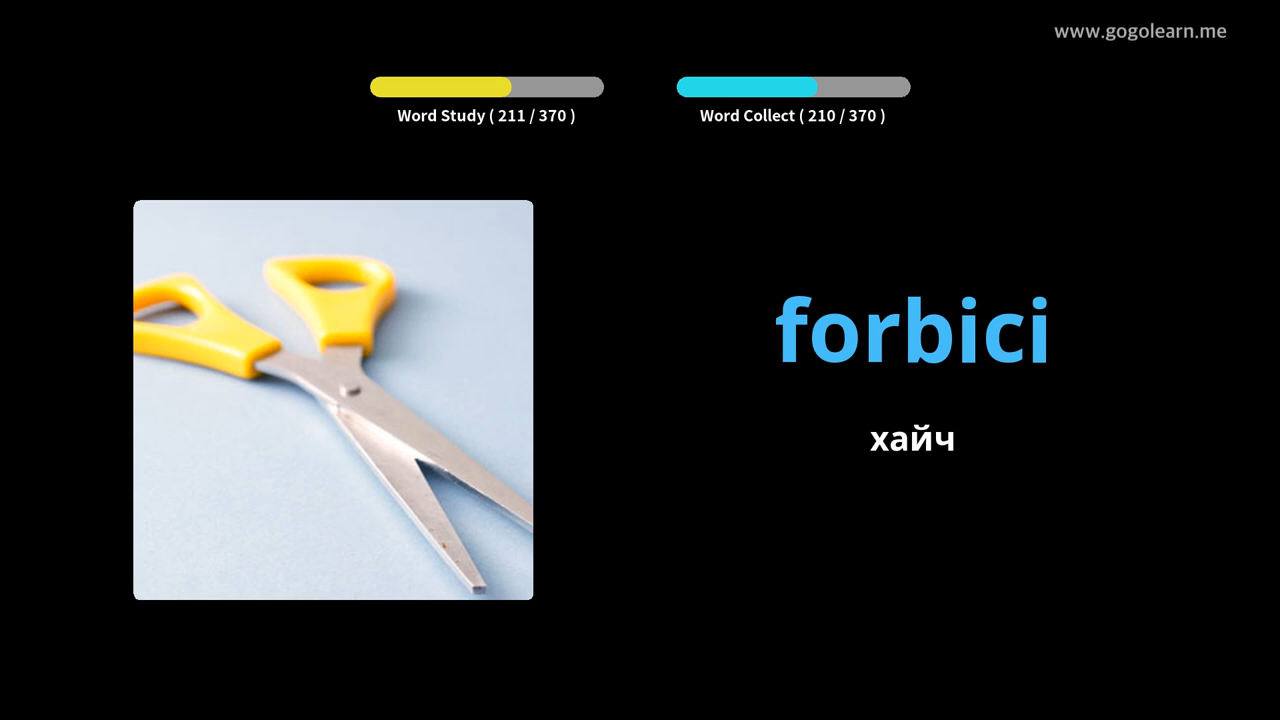 www.gogolearn.me
Word Study ( 211 / 370 )
Word Collect ( 210 / 370 )
forbici
хайч